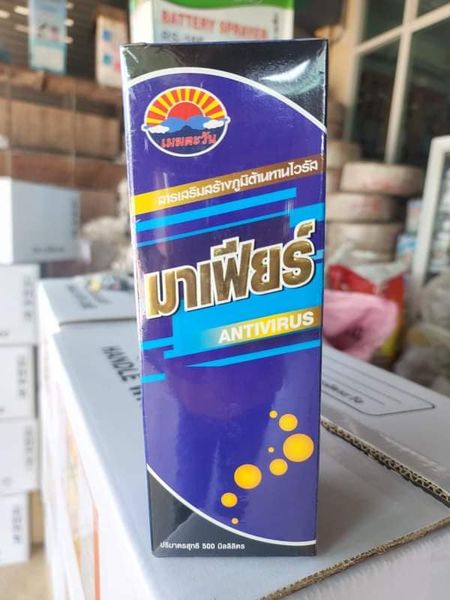 BATTERY SPRAYER
เมฆตะวัน
สารเสริมสร้างภูมิต้านทานไวรัส
มาเฟียร์
ANTIVIRUS
ปริมาตรสุทธิ 500 มิลลิลิตร
HANDLE